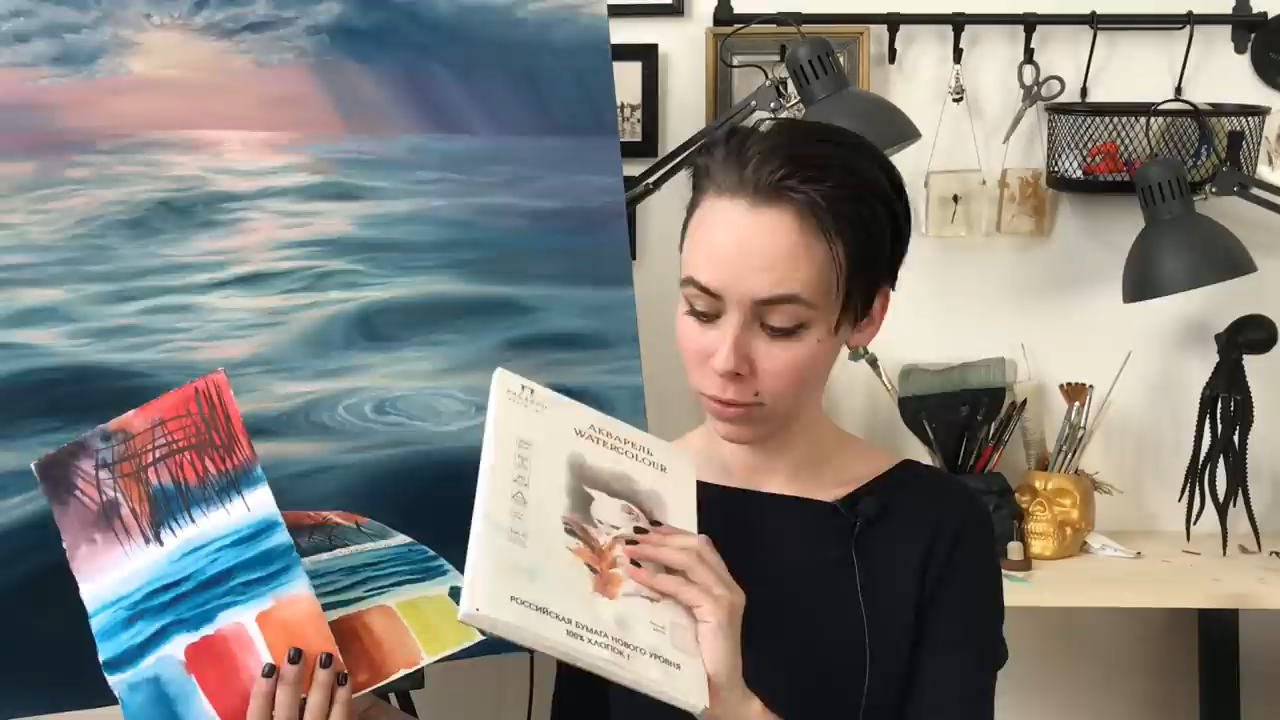 АКВАРЕЛЬ
WATERCOLOUR
РОССИЙСКАЯ БУМАГА НОВОГО УРОВНЯ
100% ХЛОПОК !